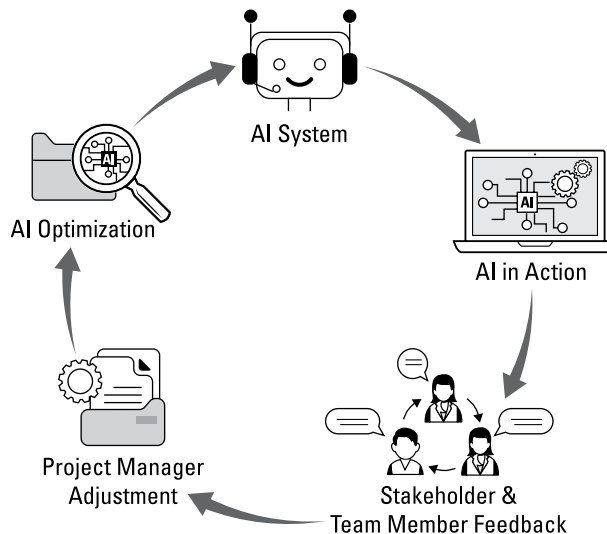 AI System
AI
AI Optimization
AI
AI in Action
Project Manager
Adjustment
Stakeholder &
Team Member Feedback